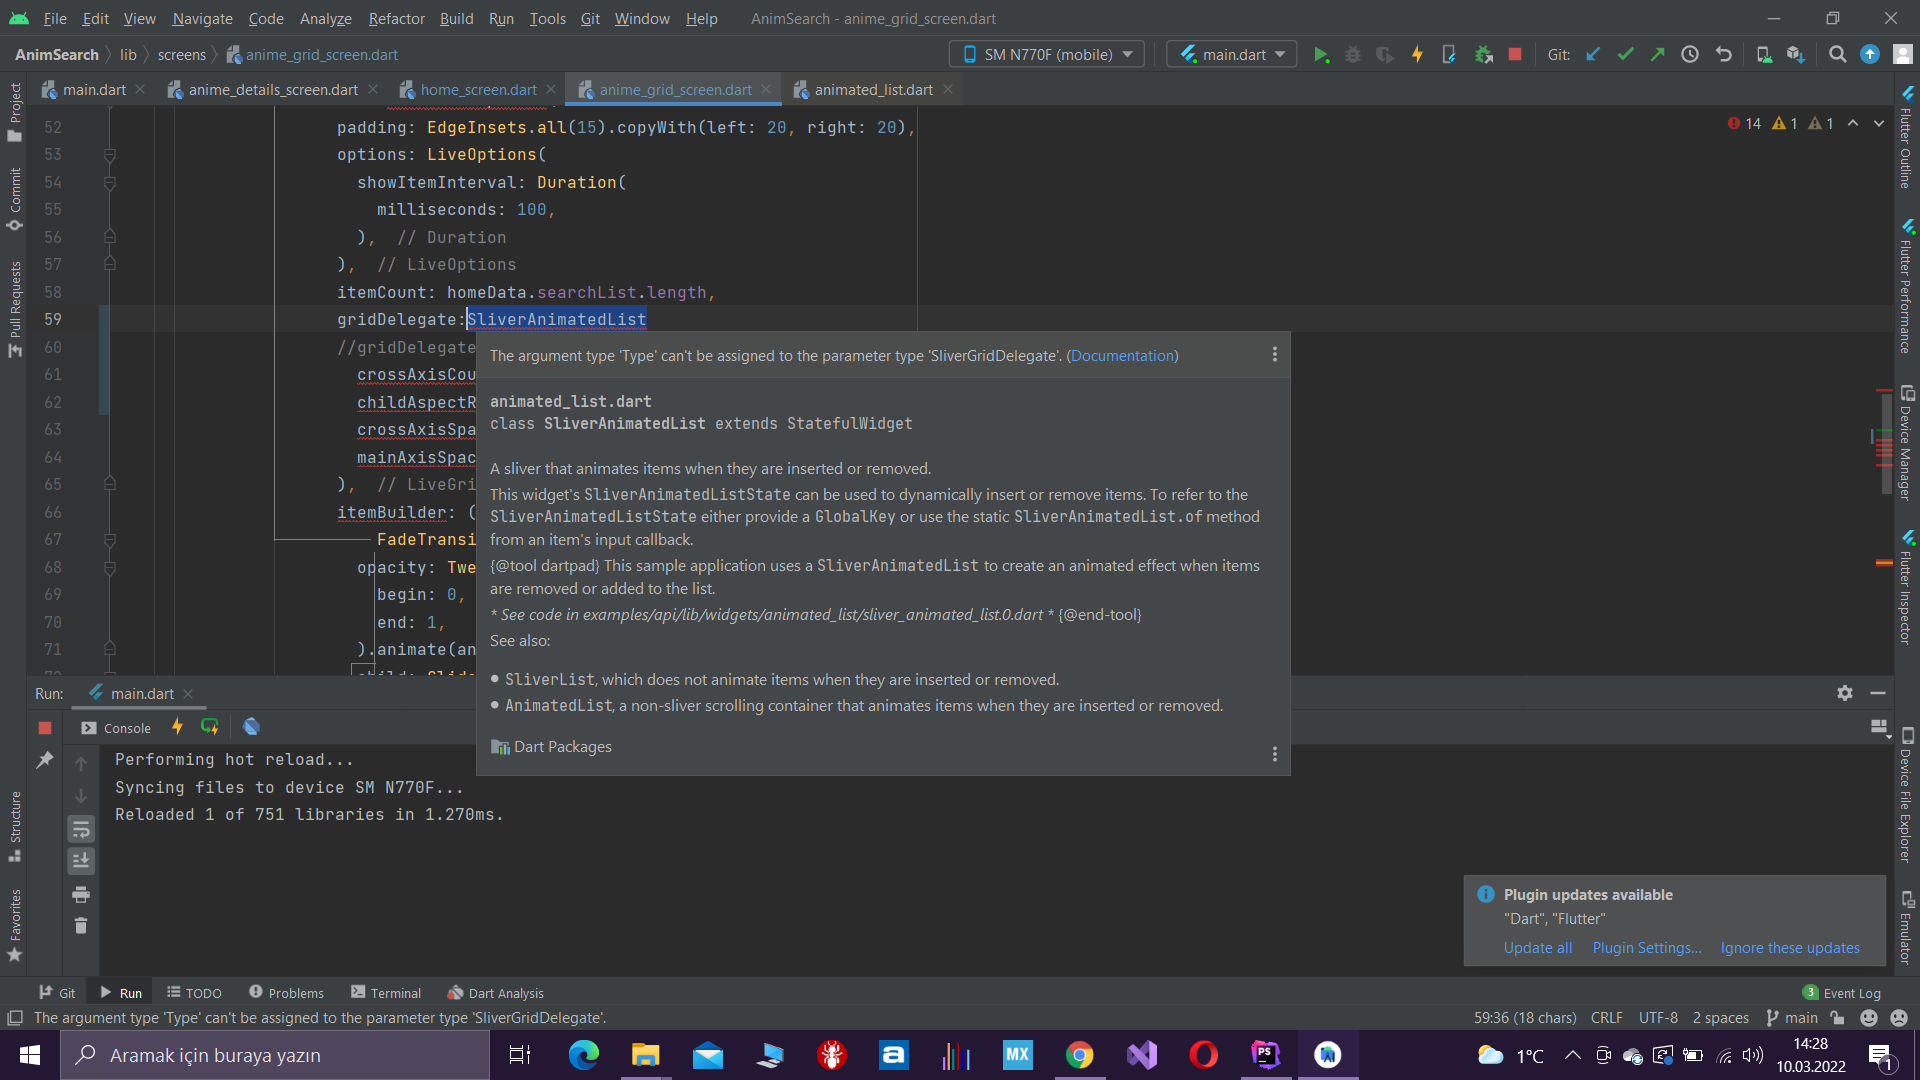 File Edit View Navigate Code Analyze Refactor Build Run Tools Git Window Help AnimSearch - anime_grid_screen.dart
AnimSearch lib screens anime_grid_screen.dart SM N770F (mobile) main.dart Git:
main.dart anime_details_screen.dart home_screen.dart anime_grid_screen.dart animated_list.dart
14 1 1
52 padding: EdgeInsets.all(15).copyWith(left: 20, right: 20),
53 options: LiveOptions(
54 showItemInterval: Duration(
55 milliseconds: 100,
56 ), // Duration
57 ), // LiveOptions
58 itemCount: homeData.searchList.length,
59 gridDelegate:SliverAnimatedList
60 //gridDelegate
61 crossAxisCou
62 childAspectR
63 crossAxisSpa
64 mainAxisSpac
65 ), // LiveGri
66 itemBuilder: (
67 FadeTransi
68 opacity: Twe
69 begin: 0,
70 end: 1,
71 ).animate(an
The argument type 'Type' can't be assigned to the parameter type 'SliverGridDelegate'. (Documentation)
animated_list.dart
class SliverAnimatedList extends StatefulWidget
A sliver that animates items when they are inserted or removed.
This widget's SliverAnimatedListState can be used to dynamically insert or remove items. To refer to the
SliverAnimatedListState either provide a GlobalKey or use the static SliverAnimatedList.of method
from an item's input callback.
{@tool dartpad} This sample application uses a SliverAnimatedList to create an animated effect when items
are removed or added to the list.
* See code in examples/api/lib/widgets/animated_list/sliver_animated_list.0.dart * {@end-tool}
See also:
• SliverList, which does not animate items when they are inserted or removed.
• AnimatedList, a non-sliver scrolling container that animates items when they are inserted or removed.
Dart Packages
Project
Commit
Pull Requests
Structure
Favorites
Flutter Outline
Flutter Performance
Device Manager
Flutter Inspector
Device File Explorer
Emulator
Run: main.dart
Console
Performing hot reload...
Syncing files to device SM N770F...
Reloaded 1 of 751 libraries in 1.270ms.
Plugin updates available
"Dart", "Flutter"
Update all Plugin Settings... Ignore these updates
Git Run TODO Problems Terminal Dart Analysis 3 Event Log
The argument type 'Type' can't be assigned to the parameter type 'SliverGridDelegate'. 59:36 (18 chars) CRLF UTF-8 2 spaces main
Aramak için buraya yazın
a
MX
PS
1°C
14:28
10.03.2022
1